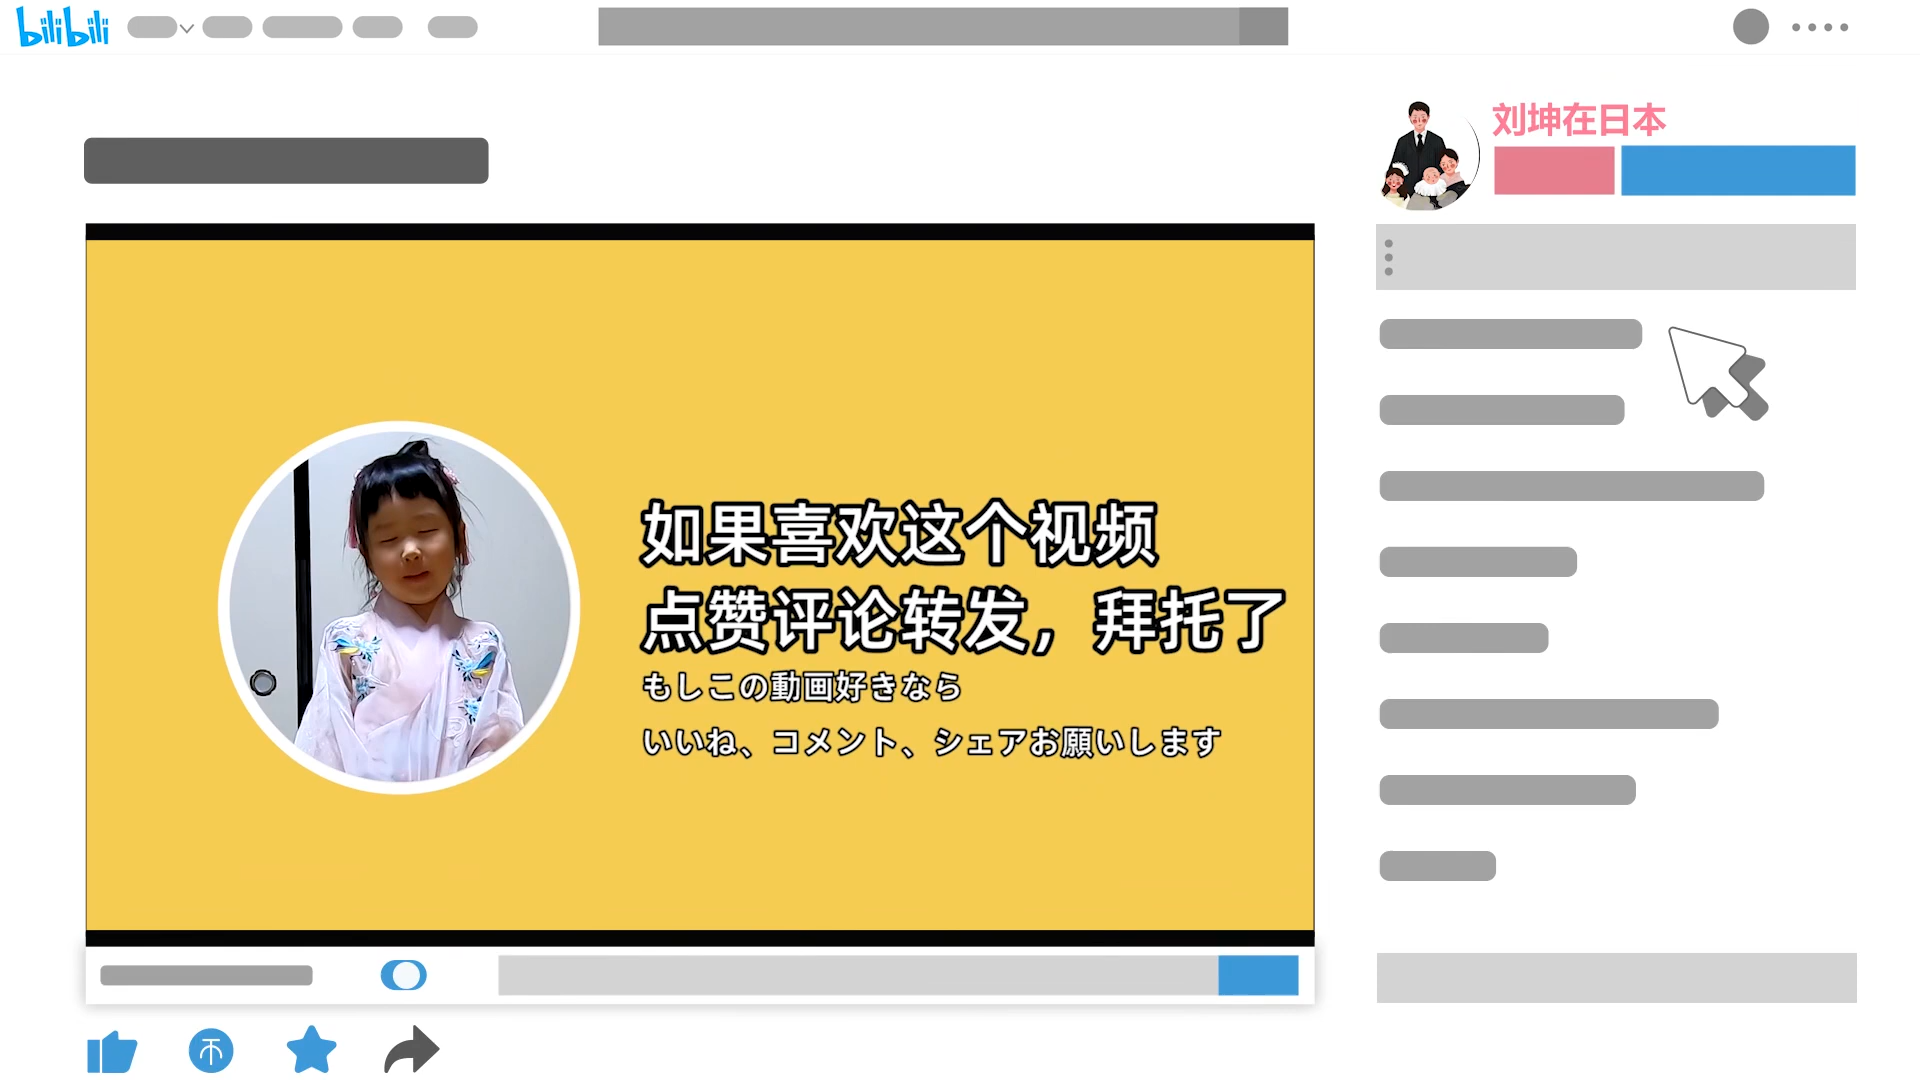 bilibili
刘坤在日本
如果喜欢这个视频
点赞评论转发，拜托了
もしこの動画好きなら
いいね、コメント、シェアお願いします